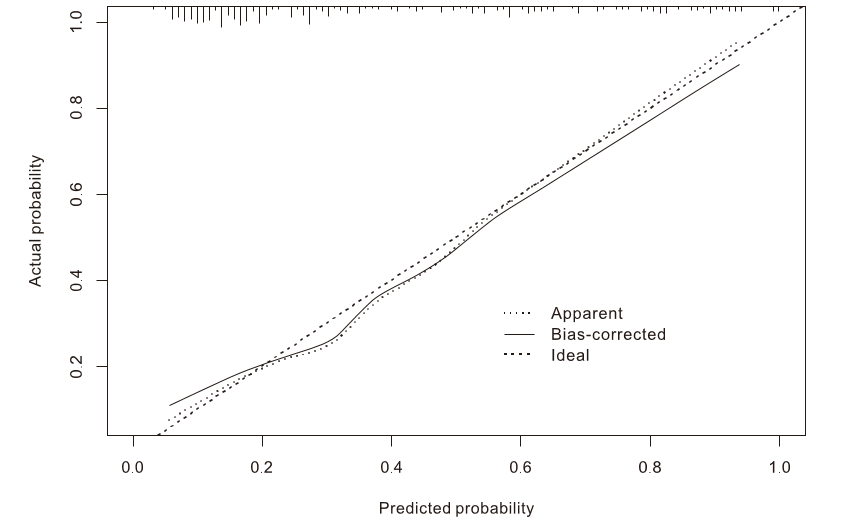 1.0
0.8
0.6
0.4
0.2
Actual probability
Apparent
Bias-corrected
Ideal
0.0 0.2 0.4 0.6 0.8 1.0
Predicted probability